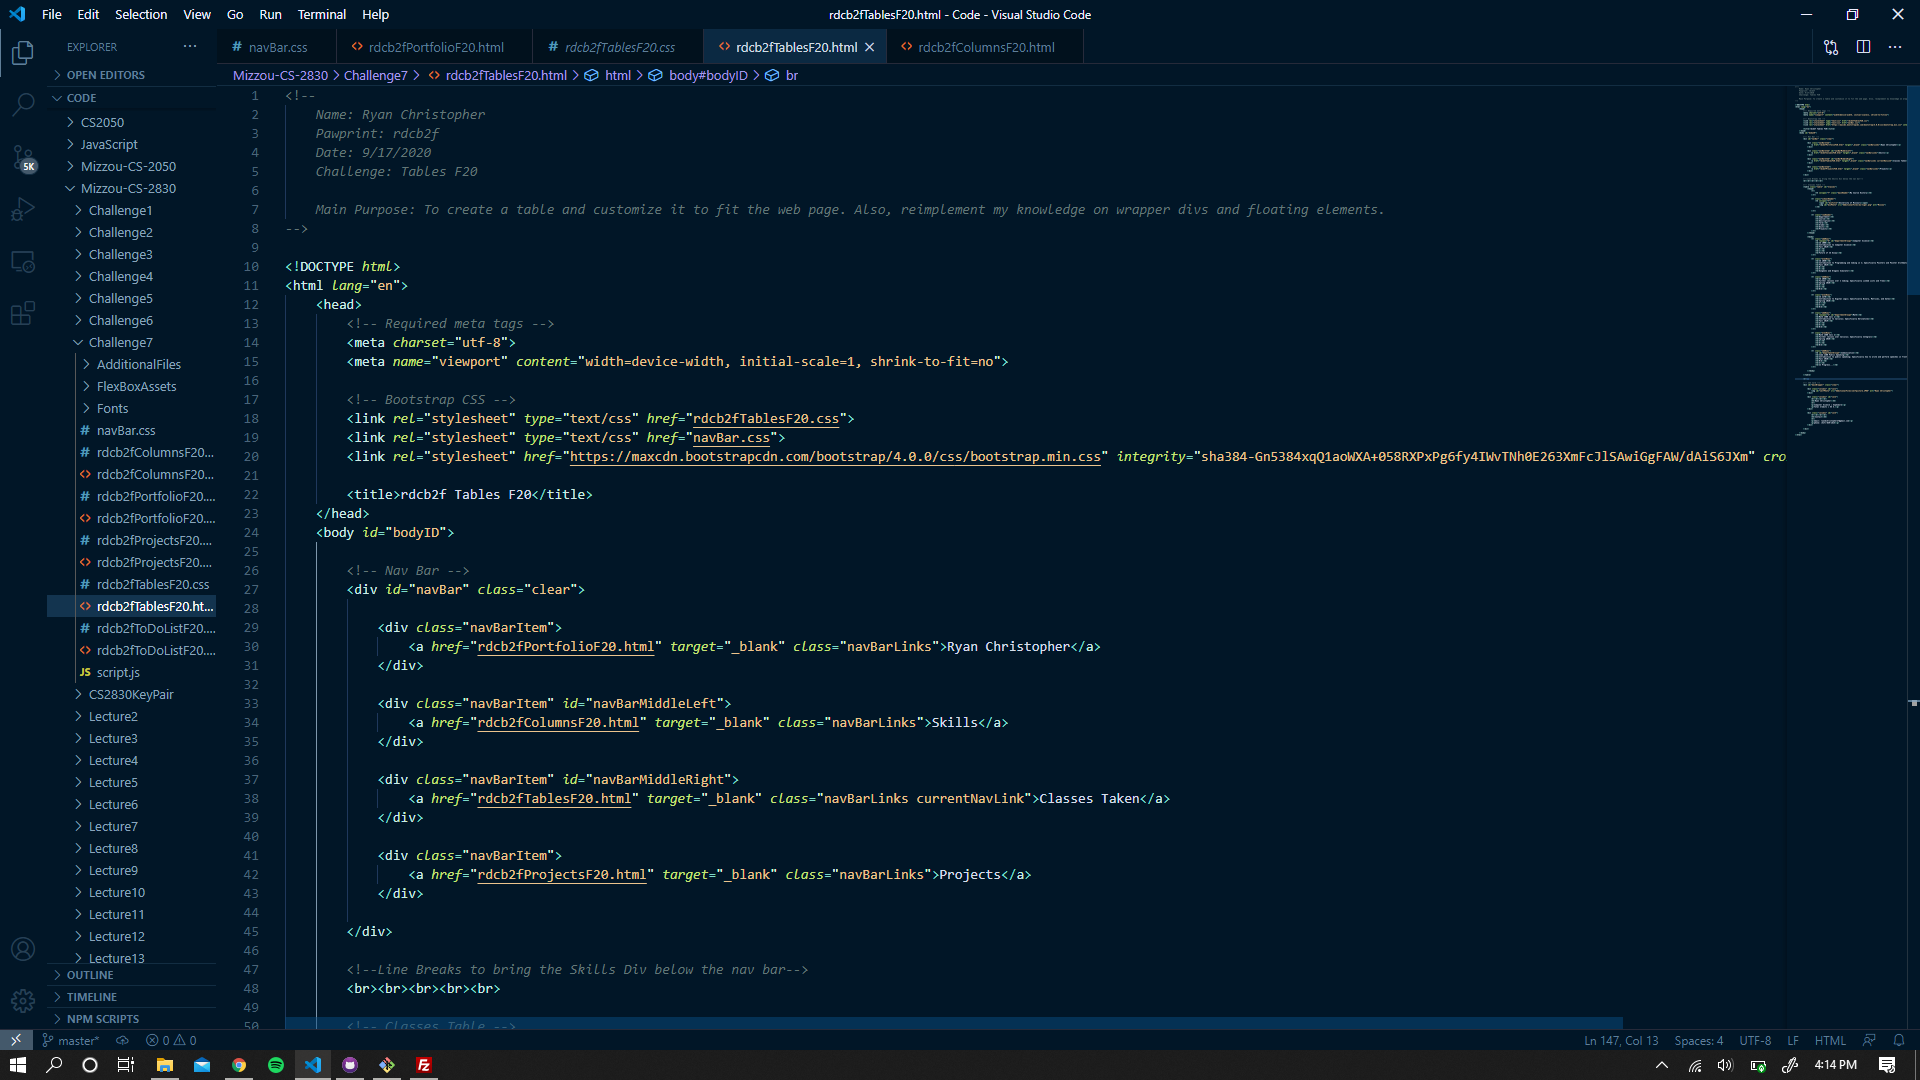 File Edit Selection View Go Run Terminal Help
rdcb2fTablesF20.html - Code - Visual Studio Code
EXPLORER
navBar.css
rdcb2fPortfolioF20.html
rdcb2fTablesF20.css
rdcb2fTablesF20.html
rdcb2fColumnsF20.html
Mizzou-CS-2830 > Challenge7 > rdcb2fTablesF20.html > html > body#bodyID > br
OPEN EDITORS
CODE
CS2050
JavaScript
Mizzou-CS-2050
Mizzou-CS-2830
Challenge1
Challenge2
Challenge3
Challenge4
Challenge5
Challenge6
Challenge7
AdditionalFiles
FlexBoxAssets
Fonts
navBar.css
rdcb2fColumnsF20...
rdcb2fColumnsF20...
rdcb2fPortfolioF20....
rdcb2fPortfolioF20....
rdcb2fProjectsF20....
rdcb2fProjectsF20....
rdcb2fTablesF20.css
rdcb2fTablesF20.ht...
rdcb2fToDoListF20....
rdcb2fToDoListF20....
JS script.js
CS2830KeyPair
Lecture2
Lecture3
Lecture4
Lecture5
Lecture6
Lecture7
Lecture8
Lecture9
Lecture10
Lecture11
Lecture12
Lecture13
OUTLINE
TIMELINE
NPM SCRIPTS
5K
1 <!--
2 Name: Ryan Christopher
3 Pawprint: rdcb2f
4 Date: 9/17/2020
5 Challenge: Tables F20
6
7 Main Purpose: To create a table and customize it to fit the web page. Also, reimplement my knowledge on wrapper divs and floating elements.
8 -->
9
10 <!DOCTYPE html>
11 <html lang="en">
12 <head>
13 <!-- Required meta tags -->
14 <meta charset="utf-8">
15 <meta name="viewport" content="width=device-width, initial-scale=1, shrink-to-fit=no">
16
17 <!-- Bootstrap CSS -->
18 <link rel="stylesheet" type="text/css" href="rdcb2fTablesF20.css">
19 <link rel="stylesheet" type="text/css" href="navBar.css">
20 <link rel="stylesheet" href="https://maxcdn.bootstrapcdn.com/bootstrap/4.0.0/css/bootstrap.min.css" integrity="sha384-Gn5384xqQ1aoWXA+058RXPxPg6fy4IWvTNh0E263XmFcJlSAwiGgFAW/dAiS6JXm" cro
21
22 <title>rdcb2f Tables F20</title>
23 </head>
24 <body id="bodyID">
25
26 <!-- Nav Bar -->
27 <div id="navBar" class="clear">
28
29 <div class="navBarItem">
30 <a href="rdcb2fPortfolioF20.html" target="_blank" class="navBarLinks">Ryan Christopher</a>
31 </div>
32
33 <div class="navBarItem" id="navBarMiddleLeft">
34 <a href="rdcb2fColumnsF20.html" target="_blank" class="navBarLinks">Skills</a>
35 </div>
36
37 <div class="navBarItem" id="navBarMiddleRight">
38 <a href="rdcb2fTablesF20.html" target="_blank" class="navBarLinks currentNavLink">Classes Taken</a>
39 </div>
40
41 <div class="navBarItem">
42 <a href="rdcb2fProjectsF20.html" target="_blank" class="navBarLinks">Projects</a>
43 </div>
44
45 </div>
46
47 <!--Line Breaks to bring the Skills Div below the nav bar-->
48 <br><br><br><br><br>
49
50 <!-- Classes Table -->
master* 0 0
Ln 147, Col 13 Spaces: 4 UTF-8 LF HTML
4:14 PM